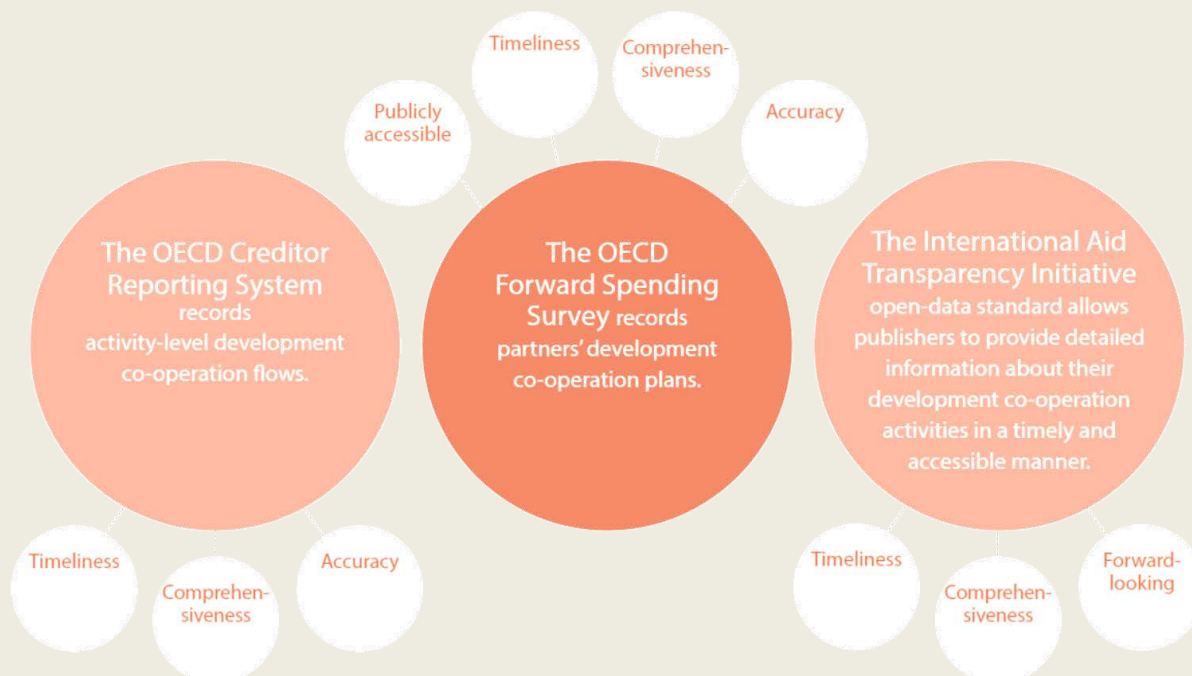 Timeliness
Comprehen-
siveness
Publicly
accessible
Accuracy
The OECD Creditor
Reporting System
records
activity-level development
co-operation flows.
The OECD
Forward Spending
Survey records
partners’ development
co-operation plans.
The International Aid
Transparency Initiative
open-data standard allows
publishers to provide detailed
information about their
development co-operation
activities in a timely and
accessible manner.
Timeliness
Comprehen-
siveness
Accuracy
Timeliness
Comprehen-
siveness
Forward-
looking